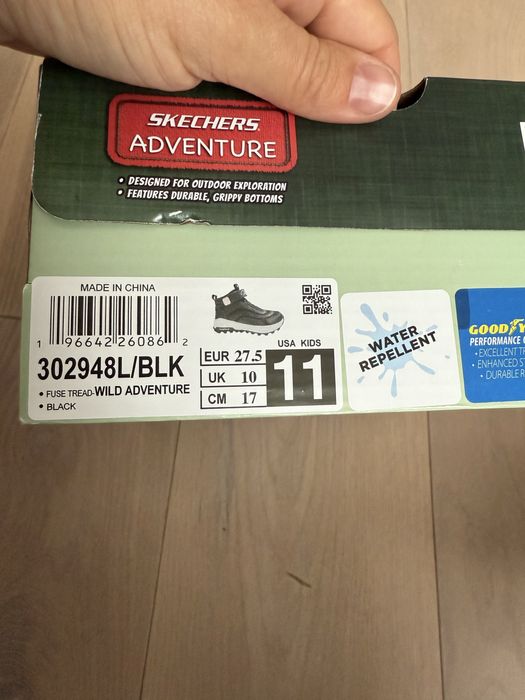 SKECHERS
ADVENTURE
• DESIGNED FOR OUTDOOR EXPLORATION
• FEATURES DURABLE, GRIPPY BOTTOMS
MADE IN CHINA
1 96642 26086 2
302948L/BLK
• FUSE TREAD-WILD ADVENTURE
• BLACK
EUR 27.5
UK 10
CM 17
USA KIDS
11
WATER
REPELLENT
PERFORMANCE
• EXCELLENT
• ENHANCED
• DURABLE